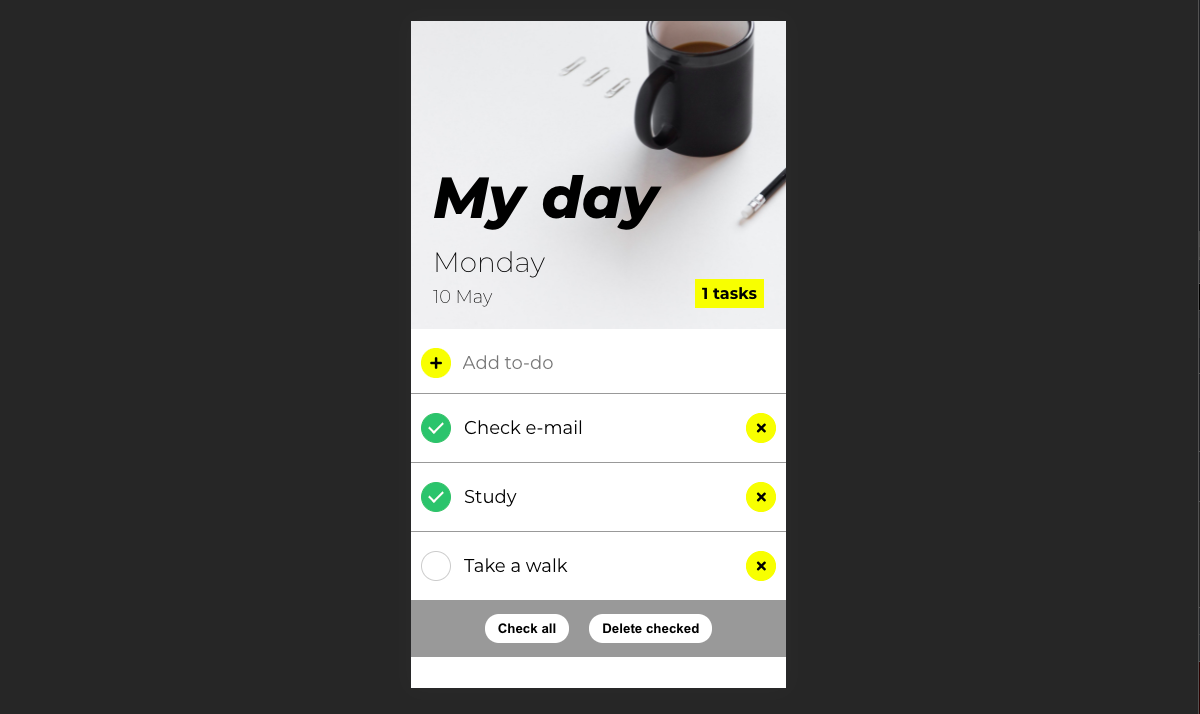 My day
Monday
10 May
1 tasks
Add to-do
Check e-mail
Study
Take a walk
Check all
Delete checked